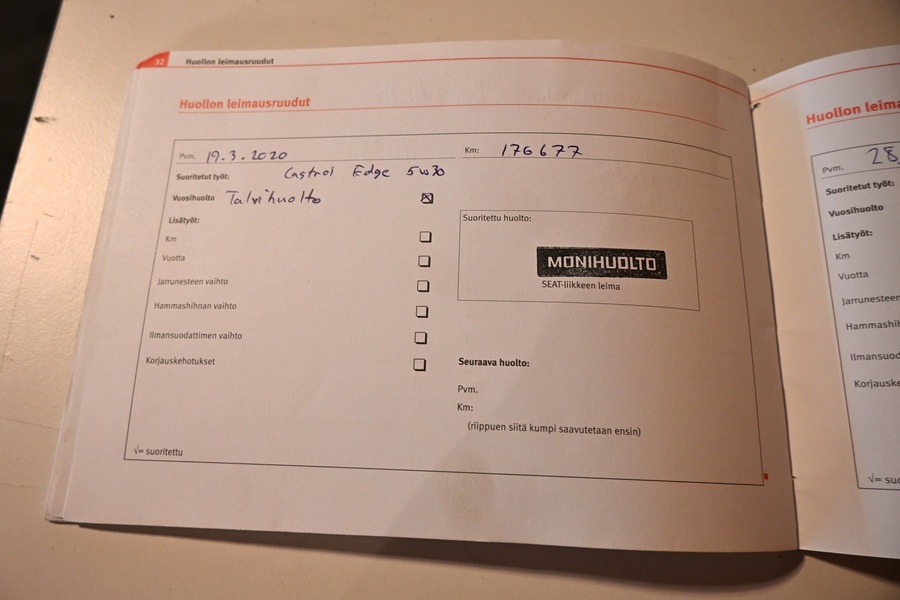 32 Huollon leimausruudut
Huollon leimausruudut
Pvm. 19.3.2020
Km: 176677
Suoritetut työt: Castrol Edge 5w30
Vuosihuolto Talvihuolto
Lisätyöt:
Km
Vuotta
Jarrunesteen vaihto
Hammashihnan vaihto
Ilmansuodattimen vaihto
Korjauskehotukset
√= suoritettu
Suoritettu huolto:
MONIHUOLTO
SEAT-liikkeen leima
Seuraava huolto:
Pvm.
Km:
(riippuen siitä kumpi saavutetaan ensin)
Huollon leima
Pvm. 28.
Suoritetut työt:
Vuosihuolto
Lisätyöt:
Km
Vuotta
Jarrunesteen
Hammashih
Ilmansuod
Korjauske
√= suo